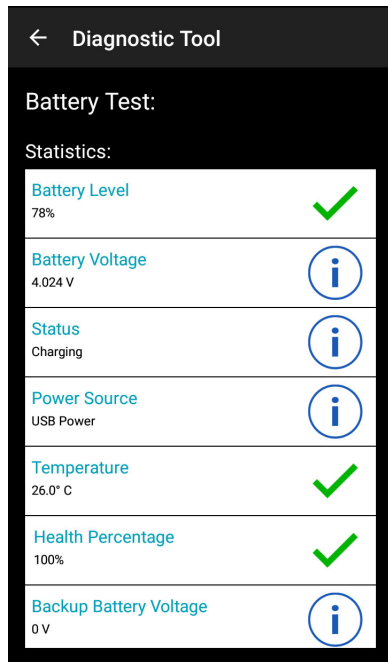 Diagnostic Tool
Battery Test:
Statistics:
Battery Level
78%
Battery Voltage
4.024 V
Status
Charging
Power Source
USB Power
Temperature
26.0° C
Health Percentage
100%
Backup Battery Voltage
0 V